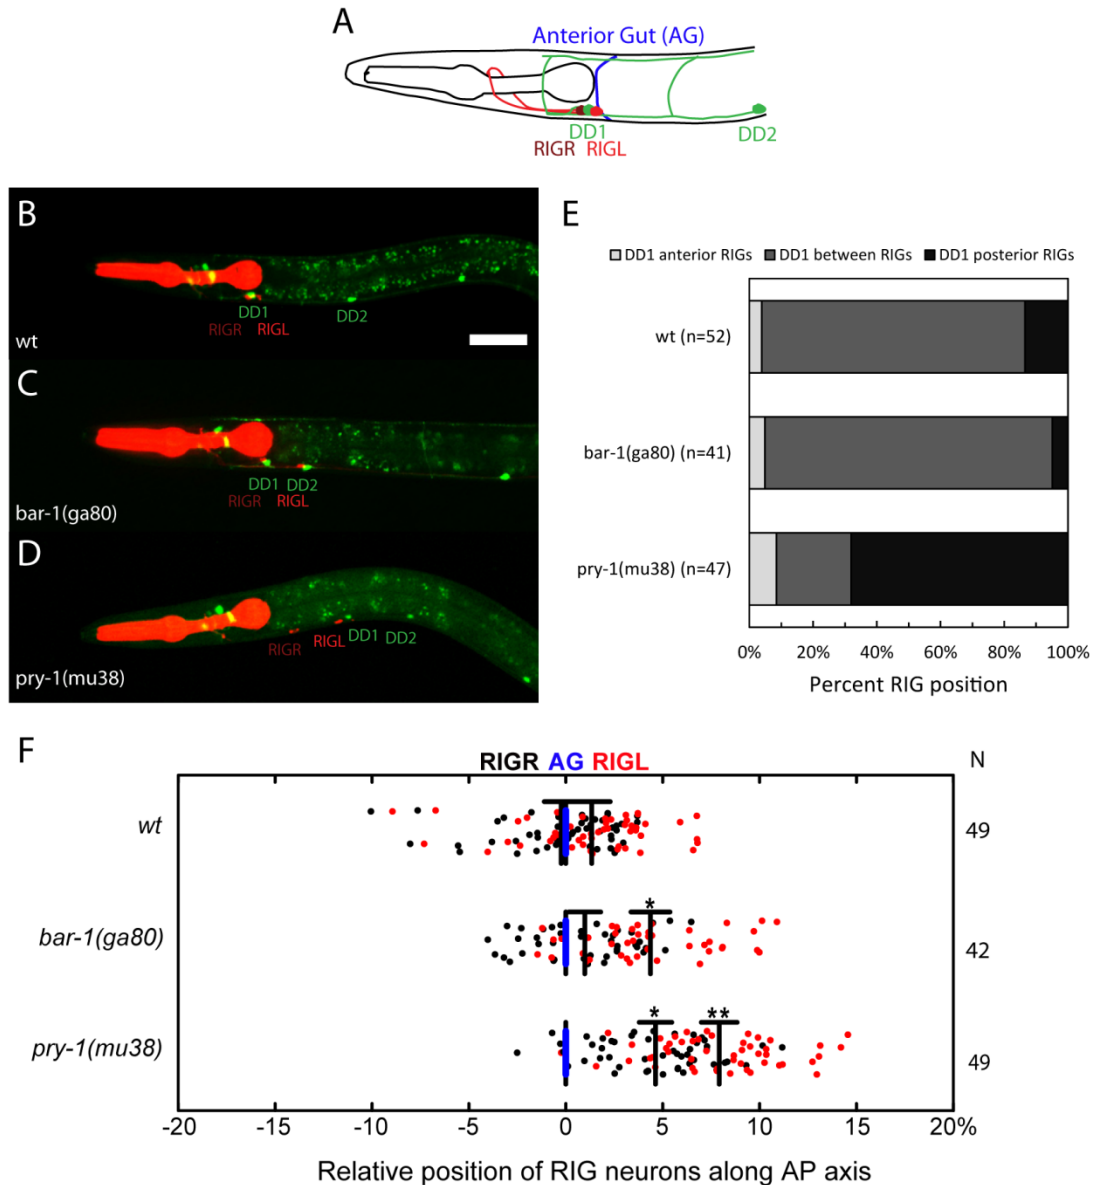 A
Anterior Gut (AG)
DD1
DD2
RIGR RIGL
B
DD1
DD2
RIGR RIGL
wt
C
DD1 DD2
RIGR RIGL
bar-1(ga80)
D
DD1 DD2
RIGR RIGL
pry-1(mu38)
E
DD1 anterior RIGs DD1 between RIGs DD1 posterior RIGs
wt (n=52)
bar-1(ga80) (n=41)
pry-1(mu38) (n=47)
0% 20% 40% 60% 80% 100%
Percent RIG position
F
RIGR AG RIGL
N
wt
49
*
bar-1(ga80)
42
* **
pry-1(mu38)
49
-20 -15 -10 -5 0 5 10 15 20%
Relative position of RIG neurons along AP axis